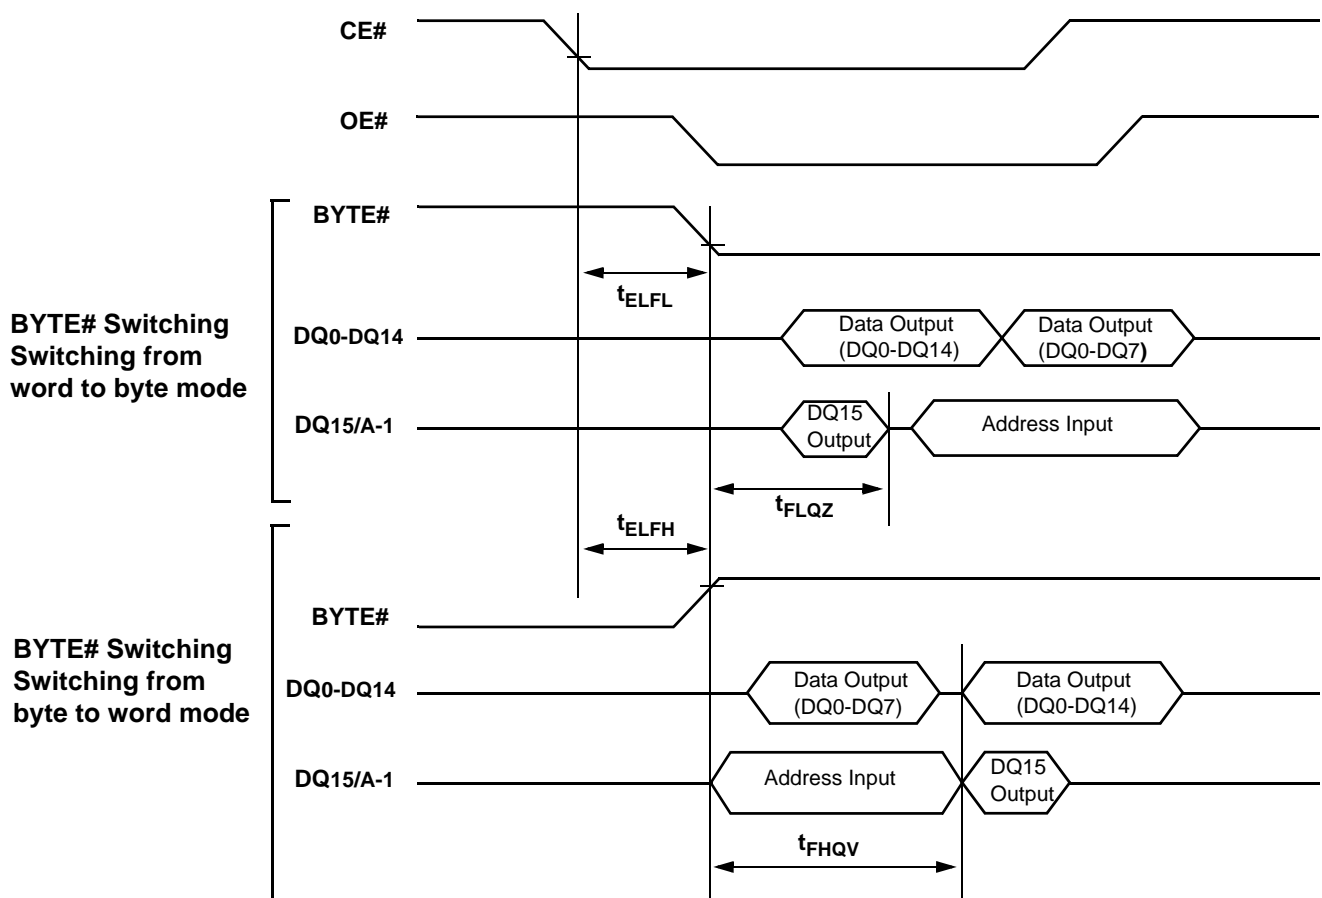 CE#
OE#
BYTE#
tELFL
BYTE# Switching
Switching from
word to byte mode
DQ0-DQ14
Data Output
(DQ0-DQ14)
Data Output
(DQ0-DQ7)
DQ15/A-1
DQ15
Output
Address Input
tFLQZ
tELFH
BYTE#
BYTE# Switching
Switching from
byte to word mode
DQ0-DQ14
Data Output
(DQ0-DQ7)
Data Output
(DQ0-DQ14)
DQ15/A-1
Address Input
DQ15
Output
tFHQV